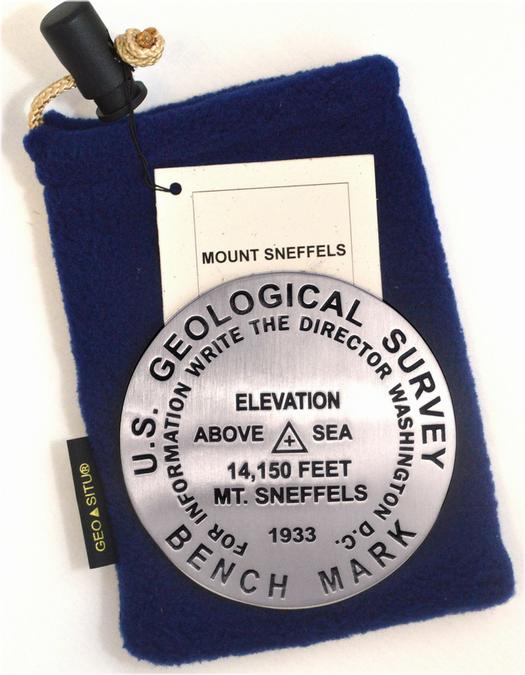 MOUNT SNEFFELS
U.S. GEOLOGICAL SURVEY
FOR INFORMATION WRITE THE DIRECTOR WASHINGTON D.C.
ELEVATION
ABOVE SEA
14,150 FEET
MT. SNEFFELS
1933
BENCH MARK
GEO▲SITU®